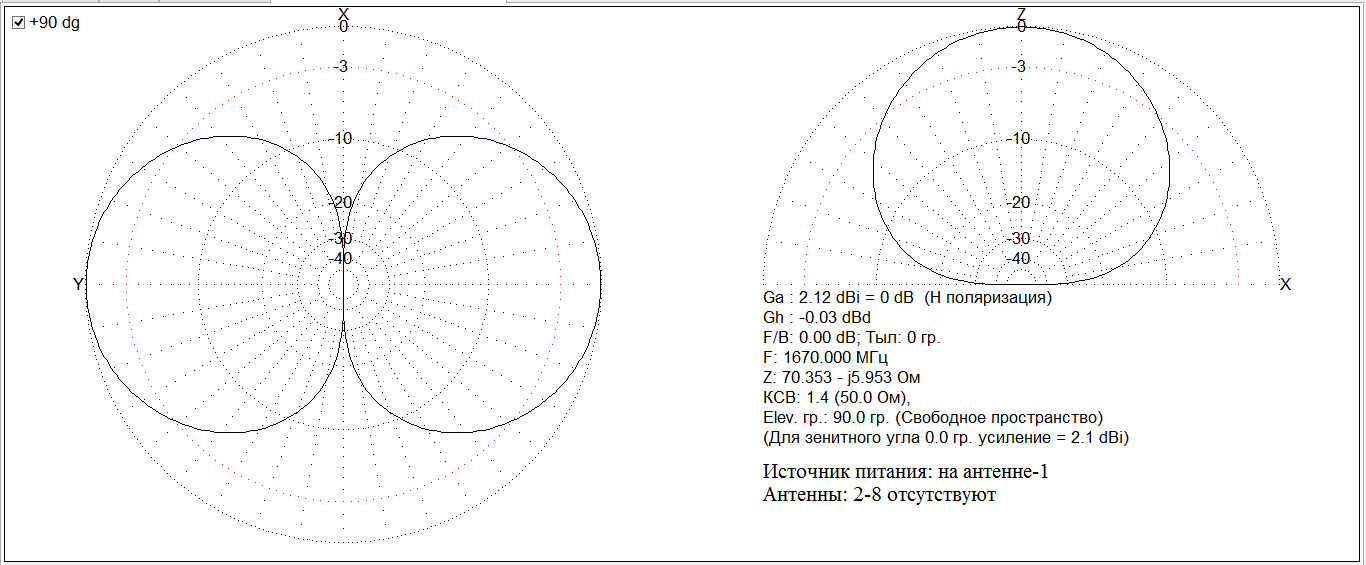 +90 dg
X
0
-3
-10
-20
-30
-40
Y
Z
0
-3
-10
-20
-30
-40
X
Ga : 2.12 dBi = 0 dB (Н поляризация)
Gh : -0.03 dBd
F/B: 0.00 dB; Тыл: 0 гр.
F: 1670.000 МГц
Z: 70.353 - j5.953 Ом
КСВ: 1.4 (50.0 Ом),
Elev. гр.: 90.0 гр. (Свободное пространство)
(Для зенитного угла 0.0 гр. усиление = 2.1 dBi)
Источник питания: на антенне-1
Антенны: 2-8 отсутствуют